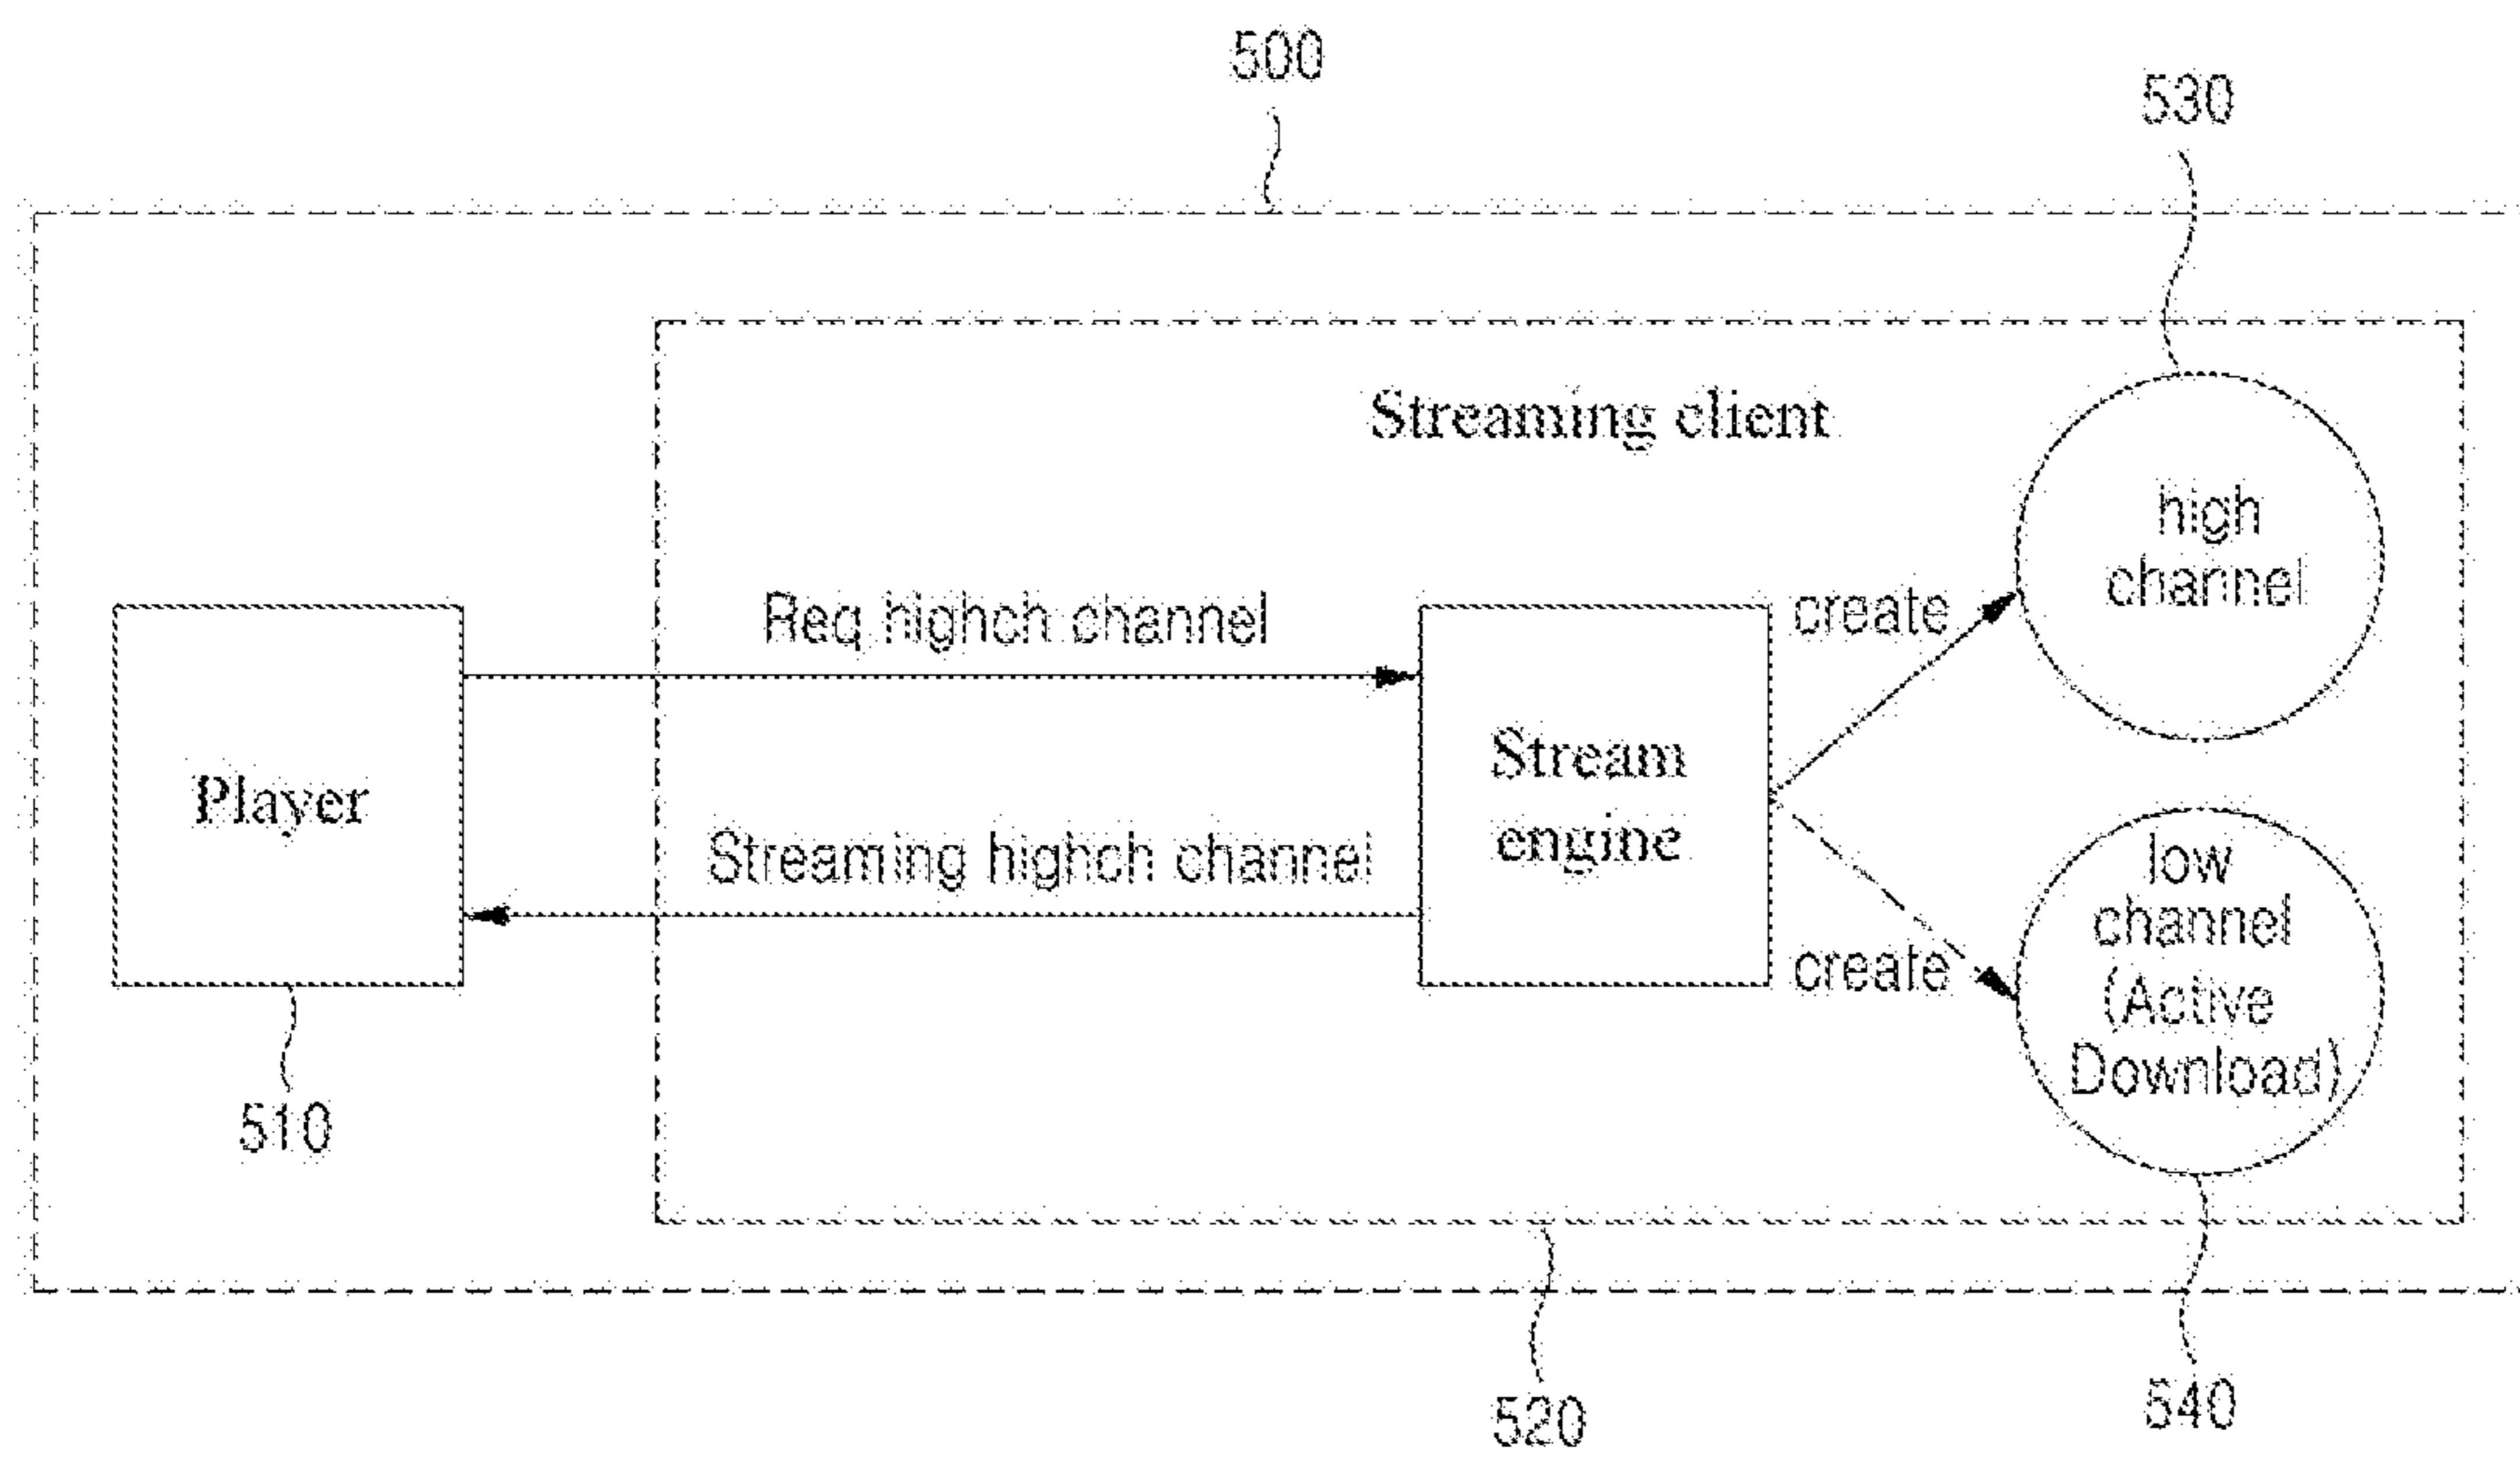 500
530
Streaming client
high
channel
Req highch channel
create
Stream
engine
Player
Streaming highch channel
create
low
channel
(Active
Download)
510
520
540